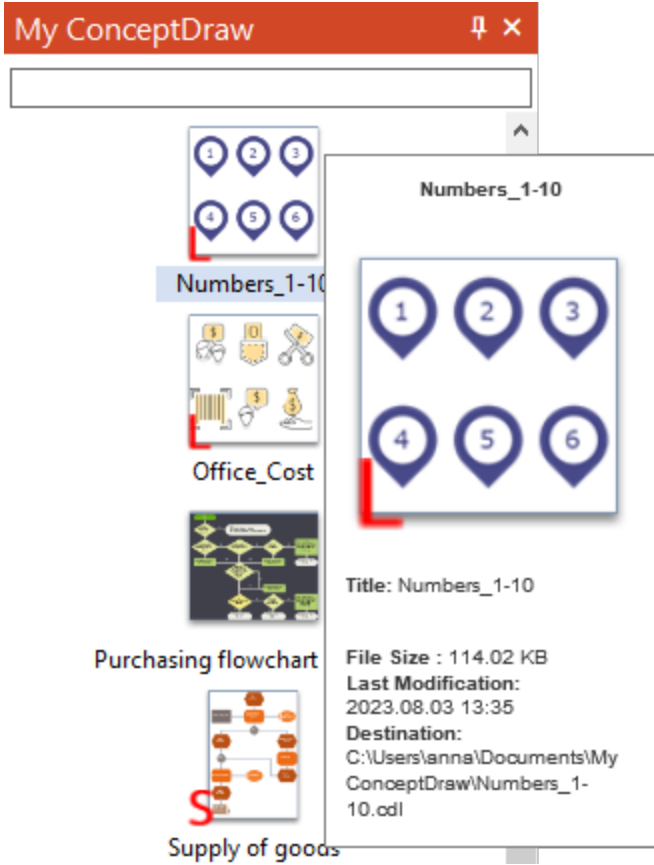 My ConceptDraw
1 2 3
4 5 6
L
Numbers_1-10
$ 0 $
$ $
L
Office_Cost
Purchasing flowchart
S
Supply of goods
Numbers_1-10
1 2 3
4 5 6
L
Title: Numbers_1-10
File Size : 114.02 KB
Last Modification:
2023.08.03 13:35
Destination:
C:\Users\anna\Documents\My
ConceptDraw\Numbers_1-
10.cdl